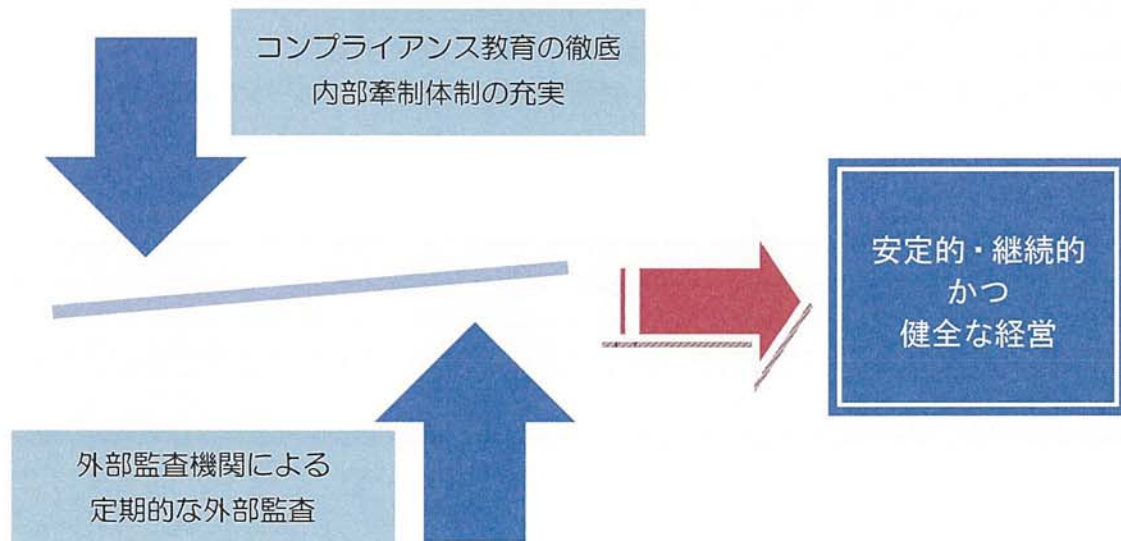 コンプライアンス教育の徹底
内部牽制体制の充実
安定的・継続的
かつ
健全な経営
外部監査機関による
定期的な外部監査